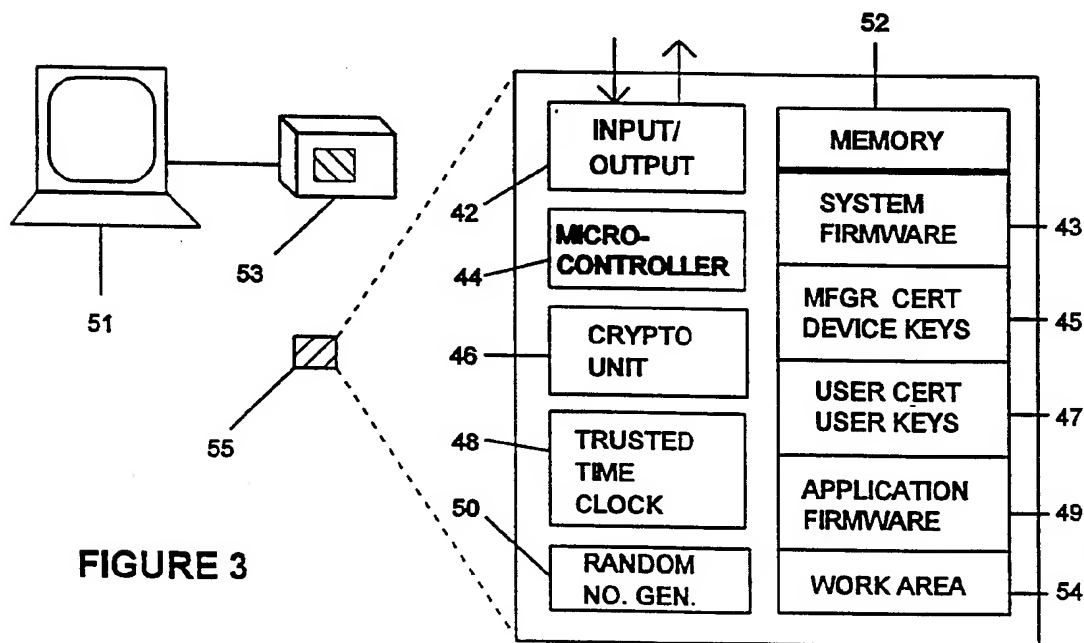 52
INPUT/
OUTPUT
MEMORY
42
SYSTEM
FIRMWARE
43
MICRO-
CONTROLLER
44
53
51
MFGR CERT
DEVICE KEYS
45
46
CRYPTO
UNIT
USER CERT
USER KEYS
47
55
48
TRUSTED
TIME
CLOCK
APPLICATION
FIRMWARE
49
50
FIGURE 3
RANDOM
NO. GEN.
WORK AREA
54